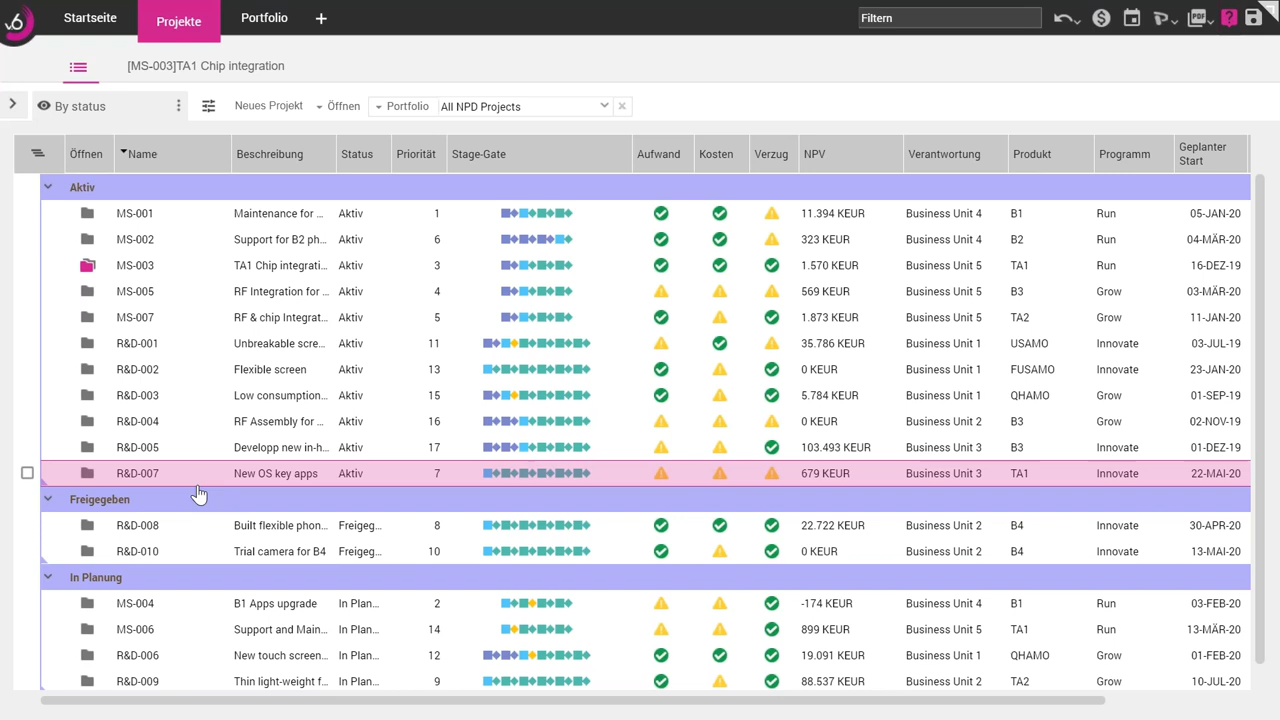 v6 Startseite Projekte Portfolio + Filtern
[MS-003]TA1 Chip integration
By status Neues Projekt Öffnen Portfolio All NPD Projects
Öffnen Name Beschreibung Status Priorität Stage-Gate Aufwand Kosten Verzug NPV Verantwortung Produkt Programm Geplanter Start
Aktiv
MS-001 Maintenance for ... Aktiv 1 11.394 KEUR Business Unit 4 B1 Run 05-JAN-20
MS-002 Support for B2 ph... Aktiv 6 323 KEUR Business Unit 4 B2 Run 04-MÄR-20
MS-003 TA1 Chip integrati... Aktiv 3 1.570 KEUR Business Unit 5 TA1 Run 16-DEZ-19
MS-005 RF Integration for ... Aktiv 4 569 KEUR Business Unit 5 B3 Grow 03-MÄR-20
MS-007 RF & chip Integrat... Aktiv 5 1.873 KEUR Business Unit 5 TA2 Grow 11-JAN-20
R&D-001 Unbreakable scre... Aktiv 11 35.786 KEUR Business Unit 1 USAMO Innovate 03-JUL-19
R&D-002 Flexible screen Aktiv 13 0 KEUR Business Unit 1 FUSAMO Innovate 23-JAN-20
R&D-003 Low consumption... Aktiv 15 5.784 KEUR Business Unit 1 QHAMO Innovate 01-SEP-19
R&D-004 RF Assembly for ... Aktiv 16 0 KEUR Business Unit 2 B3 Grow 02-NOV-19
R&D-005 Developp new in-h... Aktiv 17 103.493 KEUR Business Unit 3 B3 Innovate 01-DEZ-19
R&D-007 New OS key apps Aktiv 7 679 KEUR Business Unit 3 TA1 Innovate 22-MAI-20
Freigegeben
R&D-008 Built flexible phon... Freigeg... 8 22.722 KEUR Business Unit 2 B4 Innovate 30-APR-20
R&D-010 Trial camera for B4 Freigeg... 10 0 KEUR Business Unit 2 B4 Innovate 13-MAI-20
In Planung
MS-004 B1 Apps upgrade In Plan... 2 -174 KEUR Business Unit 4 B1 Run 03-FEB-20
MS-006 Support and Main... In Plan... 14 899 KEUR Business Unit 5 TA1 Run 13-MÄR-20
R&D-006 New touch screen... In Plan... 12 19.091 KEUR Business Unit 1 QHAMO Grow 01-FEB-20
R&D-009 Thin light-weight f... In Plan... 9 88.537 KEUR Business Unit 2 TA2 Grow 10-JUL-20